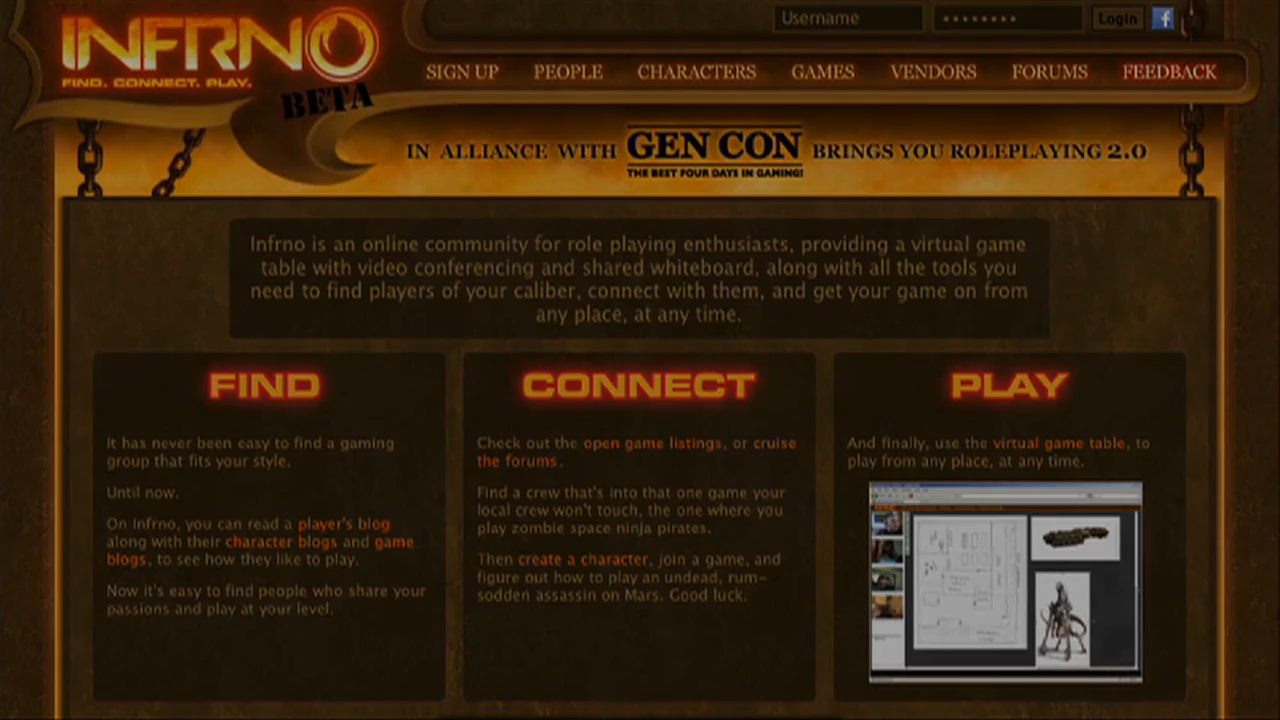 INFRNO
FIND. CONNECT. PLAY.
BETA
Username
Login
f
SIGN UP PEOPLE CHARACTERS GAMES VENDORS FORUMS FEEDBACK
IN ALLIANCE WITH GEN CON BRINGS YOU ROLEPLAYING 2.0
THE BEST FOUR DAYS IN GAMING!
Infrno is an online community for role playing enthusiasts, providing a virtual game
table with video conferencing and shared whiteboard, along with all the tools you
need to find players of your caliber, connect with them, and get your game on from
any place, at any time.
FIND
It has never been easy to find a gaming
group that fits your style.
Until now.
On Infrno, you can read a player's blog
along with their character blogs and game
blogs, to see how they like to play.
Now it's easy to find people who share your
passions and play at your level.
CONNECT
Check out the open game listings, or cruise
the forums.
Find a crew that's into that one game your
local crew won't touch, the one where you
play zombie space ninja pirates.
Then create a character, join a game, and
figure out how to play an undead, rum-
sodden assassin on Mars. Good luck.
PLAY
And finally, use the virtual game table, to
play from any place, at any time.